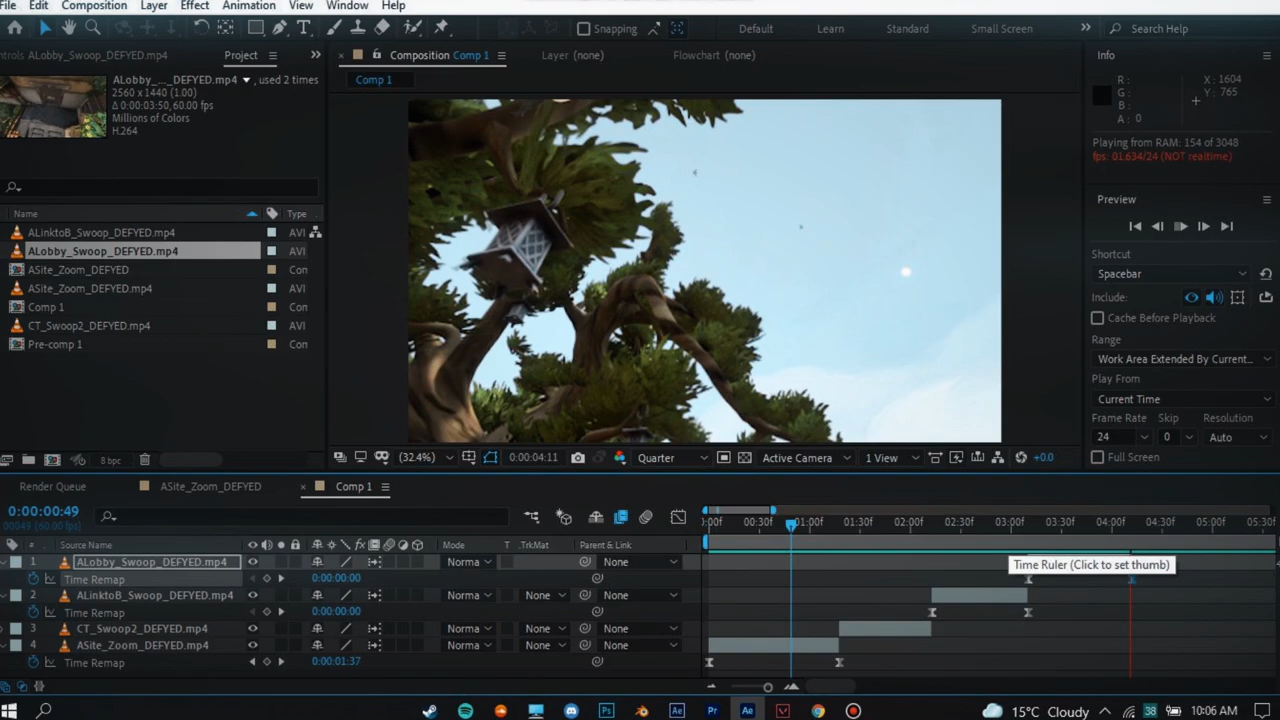 File Edit Composition Layer Effect Animation View Window Help
Snapping Default Learn Standard Small Screen Search Help
ntrols ALobby_Swoop_DEFYED.mp4 Project Composition Comp 1 Layer (none) Flowchart (none) Info
Comp 1
ALobby_..._DEFYED.mp4 , used 2 times
2560 x 1440 (1.00)
Δ 0:00:03:50, 60.00 fps
Millions of Colors
H.264
R: X: 1604
G: Y: 765
B:
A: 0
Playing from RAM: 154 of 3048
fps: 01.634/24 (NOT realtime)
Preview
Shortcut
Spacebar
Include:
Cache Before Playback
Range
Work Area Extended By Current...
Play From
Current Time
Frame Rate Skip Resolution
24 0 Auto
Full Screen
Name Type
ALinktoB_Swoop_DEFYED.mp4 AVI
ALobby_Swoop_DEFYED.mp4 AVI
ASite_Zoom_DEFYED Con
ASite_Zoom_DEFYED.mp4 AVI
Comp 1 Con
CT_Swoop2_DEFYED.mp4 AVI
Pre-comp 1 Con
8 bpc (32.4%) 0:00:04:11 Quarter Active Camera 1 View +0.0
Render Queue ASite_Zoom_DEFYED Comp 1
0:00:00:49
00049 (60.00 fps)
:00f 00:30f 01:00f 01:30f 02:00f 02:30f 03:00f 03:30f 04:00f 04:30f 05:00f 05:30f
# Source Name Mode T .TrkMat Parent & Link
1 ALobby_Swoop_DEFYED.mp4 Norma None
Time Ruler (Click to set thumb)
Time Remap 0:00:00:00
2 ALinktoB_Swoop_DEFYED.mp4 Norma None None
Time Remap 0:00:00:00
3 CT_Swoop2_DEFYED.mp4 Norma None None
4 ASite_Zoom_DEFYED.mp4 Norma None None
Time Remap 0:00:01:37
Ps Ae Pr Ae 15°C Cloudy 38 10:06 AM